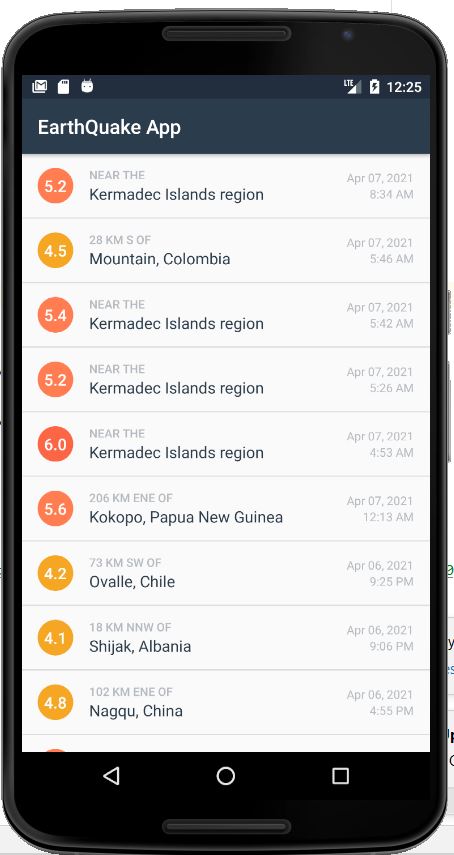 LTE 12:25
EarthQuake App
5.2 NEAR THE Apr 07, 2021
Kermadec Islands region 8:34 AM
4.5 28 KM S OF Apr 07, 2021
Mountain, Colombia 5:46 AM
5.4 NEAR THE Apr 07, 2021
Kermadec Islands region 5:42 AM
5.2 NEAR THE Apr 07, 2021
Kermadec Islands region 5:26 AM
6.0 NEAR THE Apr 07, 2021
Kermadec Islands region 4:53 AM
5.6 206 KM ENE OF Apr 07, 2021
Kokopo, Papua New Guinea 12:13 AM
4.2 73 KM SW OF Apr 06, 2021
Ovalle, Chile 9:25 PM
4.1 18 KM NNW OF Apr 06, 2021
Shijak, Albania 9:06 PM
4.8 102 KM ENE OF Apr 06, 2021
Nagqu, China 4:55 PM